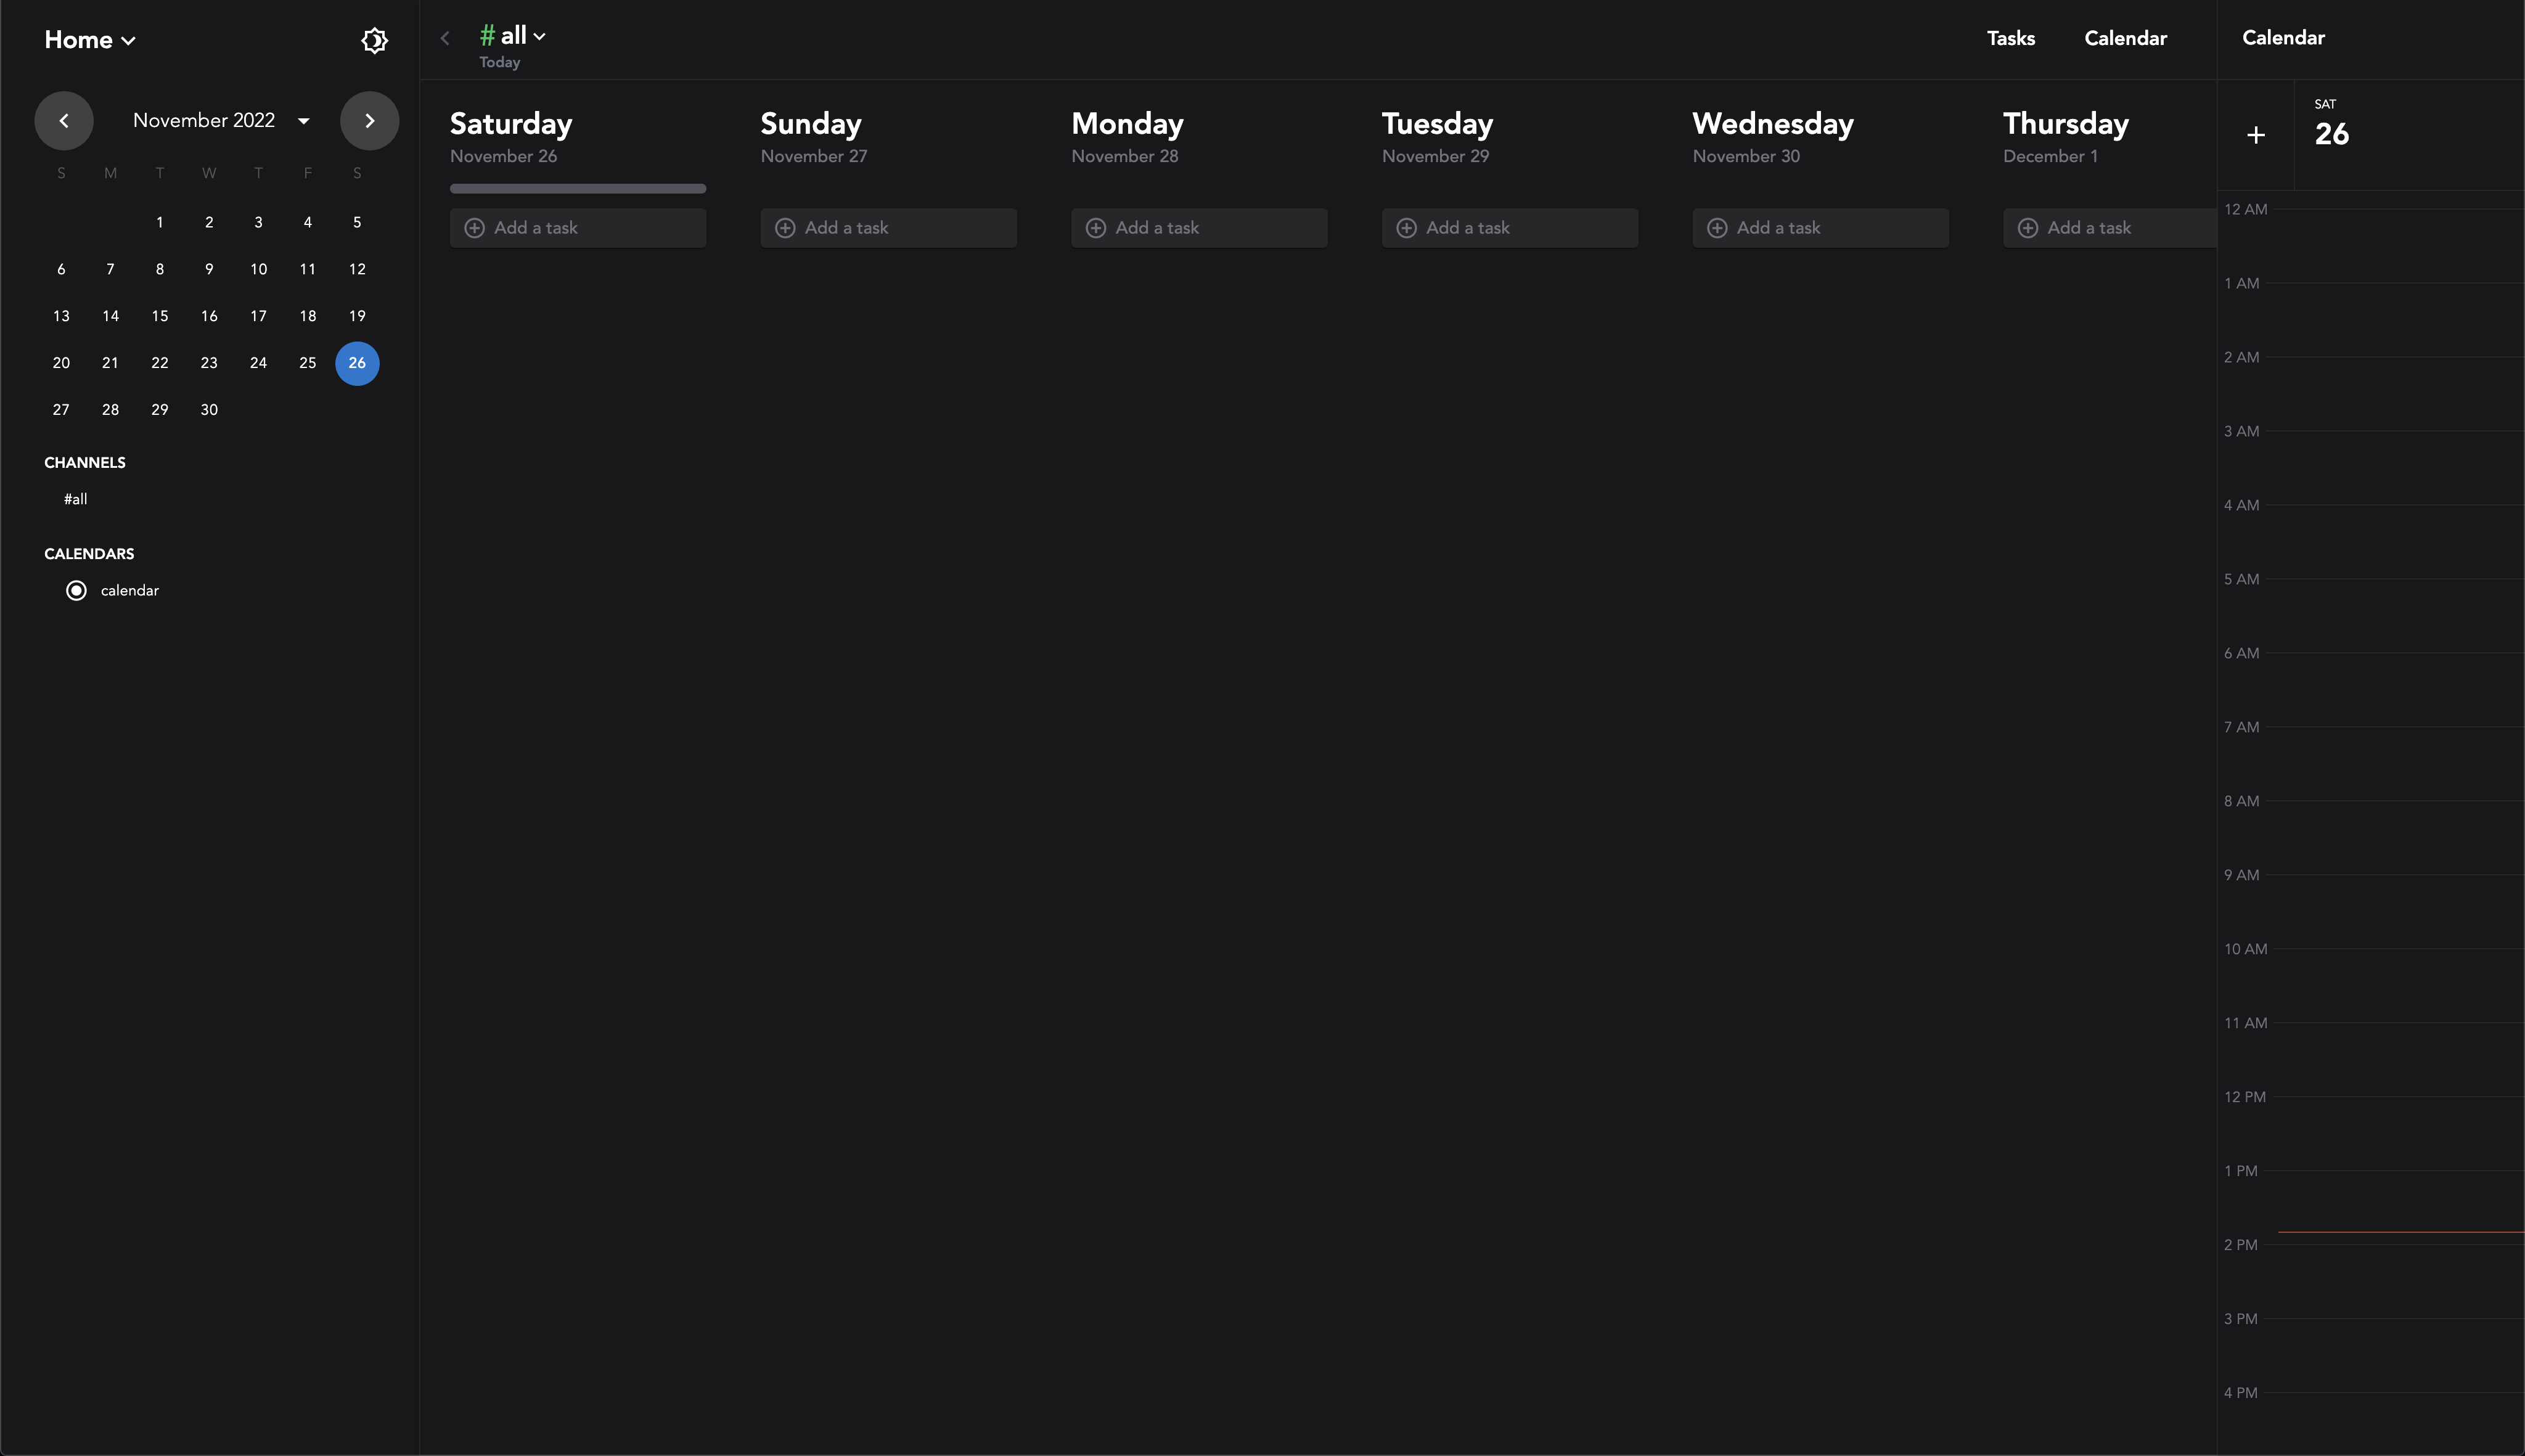 Home
November 2022
S M T W T F S
1 2 3 4 5
6 7 8 9 10 11 12
13 14 15 16 17 18 19
20 21 22 23 24 25 26
27 28 29 30
CHANNELS
#all
CALENDARS
calendar
# all
Today
Tasks Calendar
Saturday
November 26
Add a task
Sunday
November 27
Add a task
Monday
November 28
Add a task
Tuesday
November 29
Add a task
Wednesday
November 30
Add a task
Thursday
December 1
Add a task
Calendar
SAT
26
12 AM
1 AM
2 AM
3 AM
4 AM
5 AM
6 AM
7 AM
8 AM
9 AM
10 AM
11 AM
12 PM
1 PM
2 PM
3 PM
4 PM